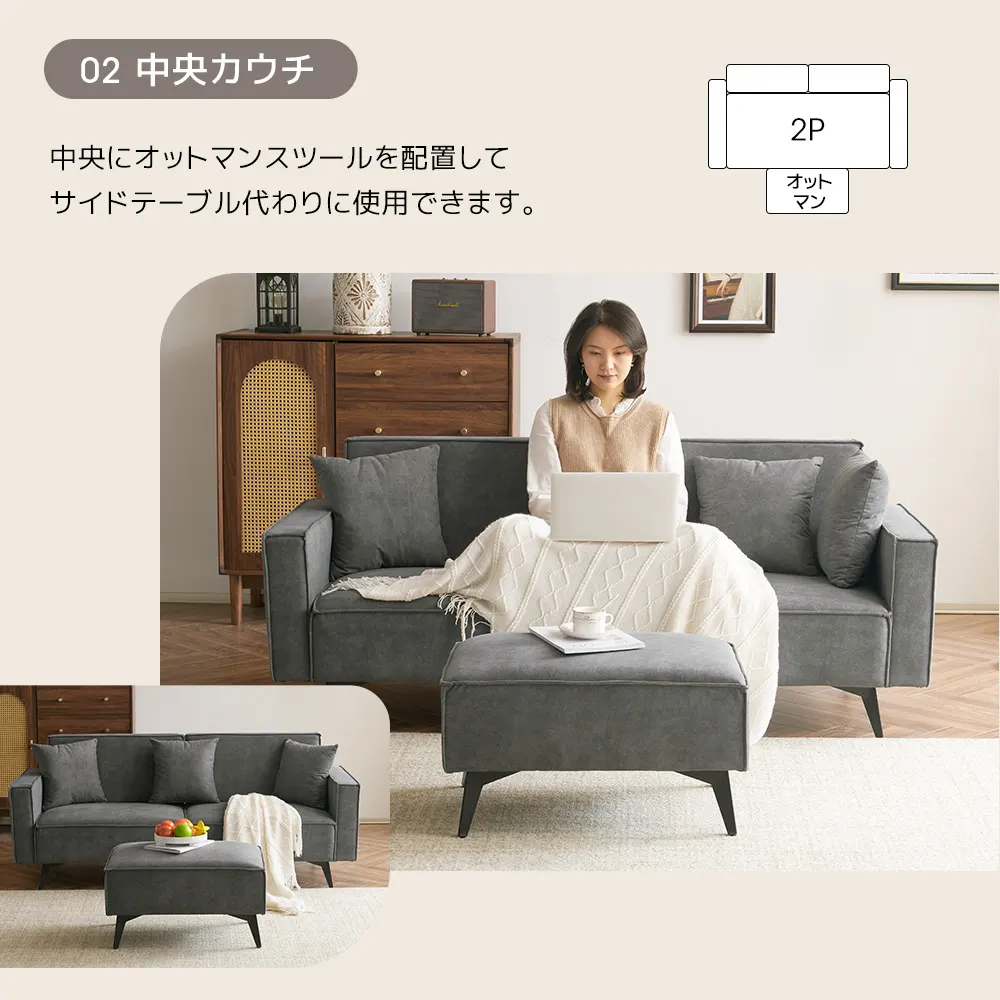 02 中央カウチ
中央にオットマンスツールを配置して
サイドテーブル代わりに使用できます。
2P
オット
マン
Marshall